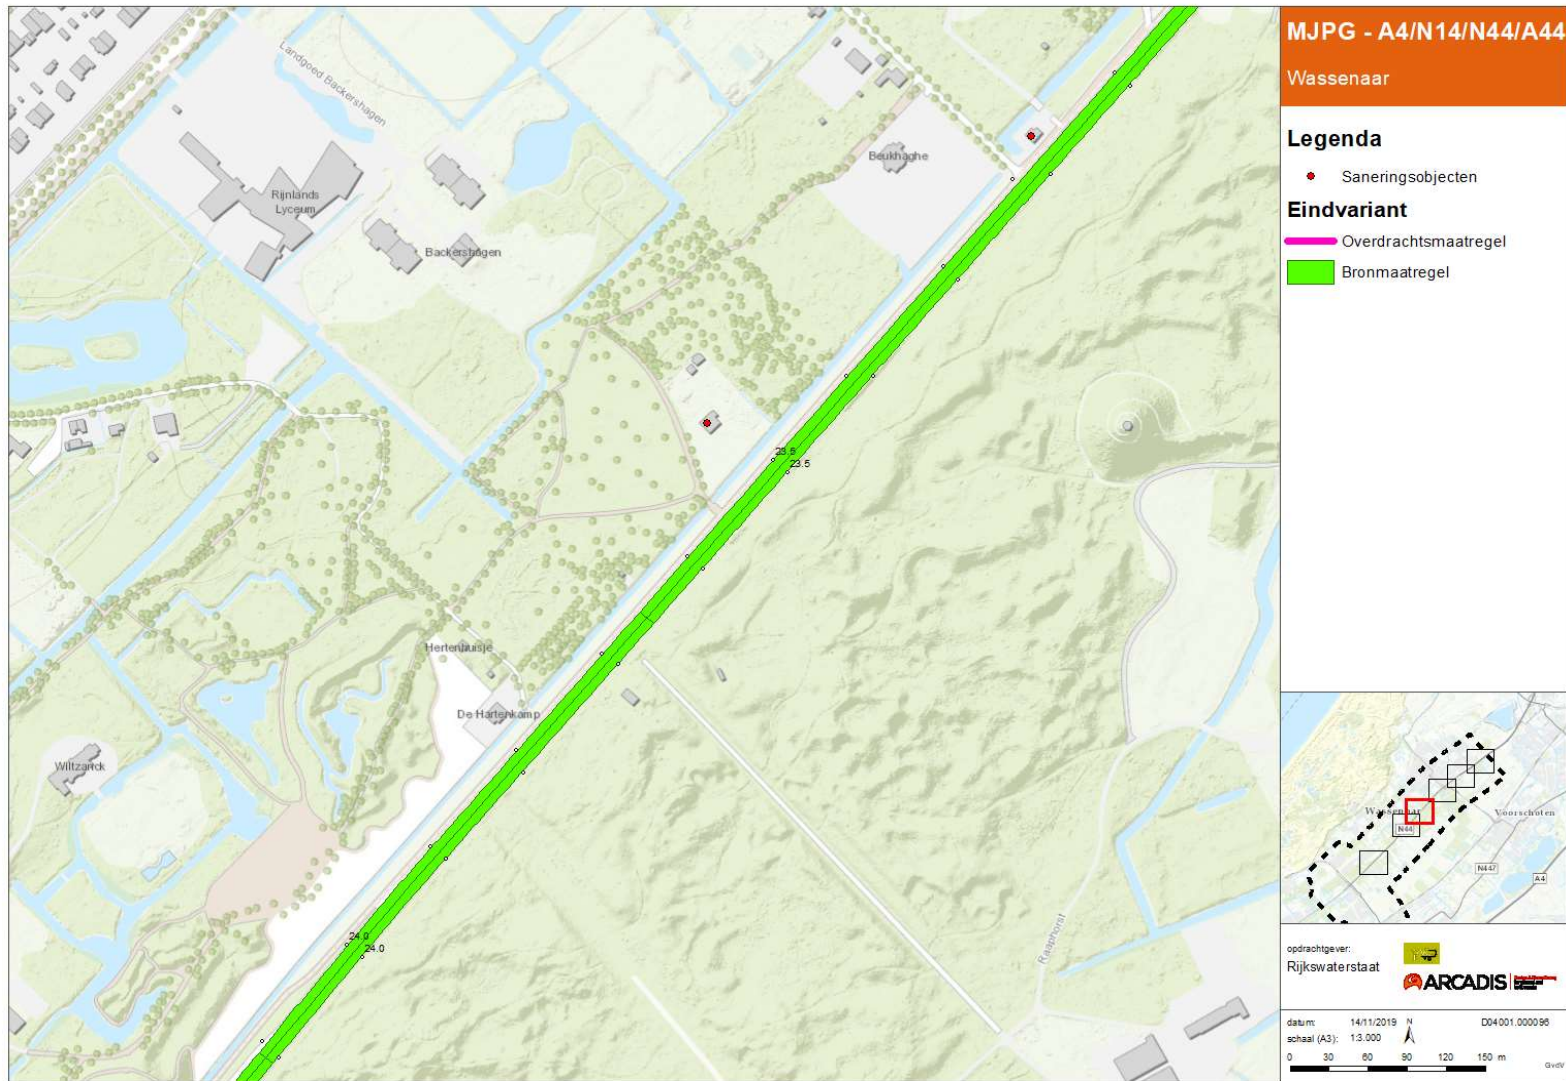 MJPG - A4/N14/N44/A44
Wassenaar
Legenda
Saneringsobjecten
Eindvariant
Overdrachtsmaatregel
Bronmaatregel
Landgoed Backershagen
Rijnlands
Lyceum
Backershagen
Beukhaghe
23.5
23.5
Hertenhuisje
De Hartenkamp
Wiltzanck
24.0
24.0
Raaphorst
Wassenaar
Voorschoten
N44
N447
A4
opdrachtgever:
Rijkswaterstaat
ARCADIS
datum: 14/11/2019 N D04001.000096
schaal (A3): 1:3.000
0 30 60 90 120 150 m
GvdV